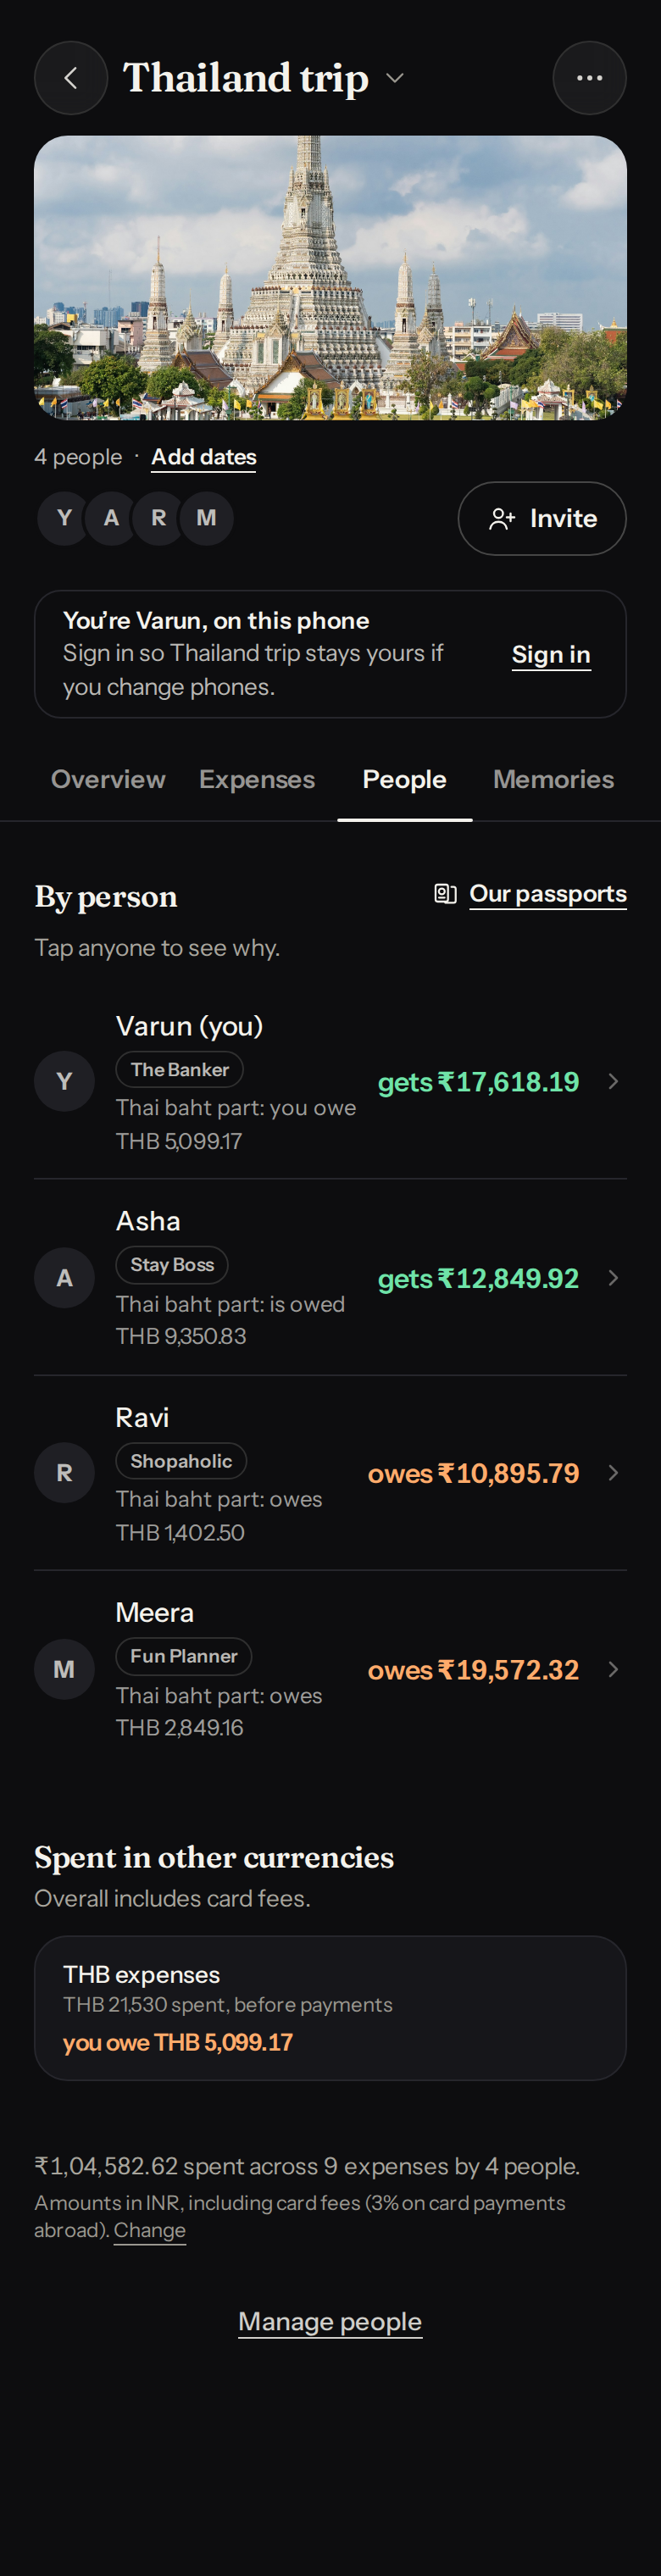 Thailand trip
4 people · Add dates
Y A R M
Invite
You’re Varun, on this phone
Sign in so Thailand trip stays yours if
you change phones.
Sign in
Overview Expenses People Memories
By person
Our passports
Tap anyone to see why.
Y
Varun (you)
The Banker
Thai baht part: you owe
THB 5,099.17
gets ₹17,618.19
A
Asha
Stay Boss
Thai baht part: is owed
THB 9,350.83
gets ₹12,849.92
R
Ravi
Shopaholic
Thai baht part: owes
THB 1,402.50
owes ₹10,895.79
M
Meera
Fun Planner
Thai baht part: owes
THB 2,849.16
owes ₹19,572.32
Spent in other currencies
Overall includes card fees.
THB expenses
THB 21,530 spent, before payments
you owe THB 5,099.17
₹1,04,582.62 spent across 9 expenses by 4 people.
Amounts in INR, including card fees (3% on card payments
abroad). Change
Manage people